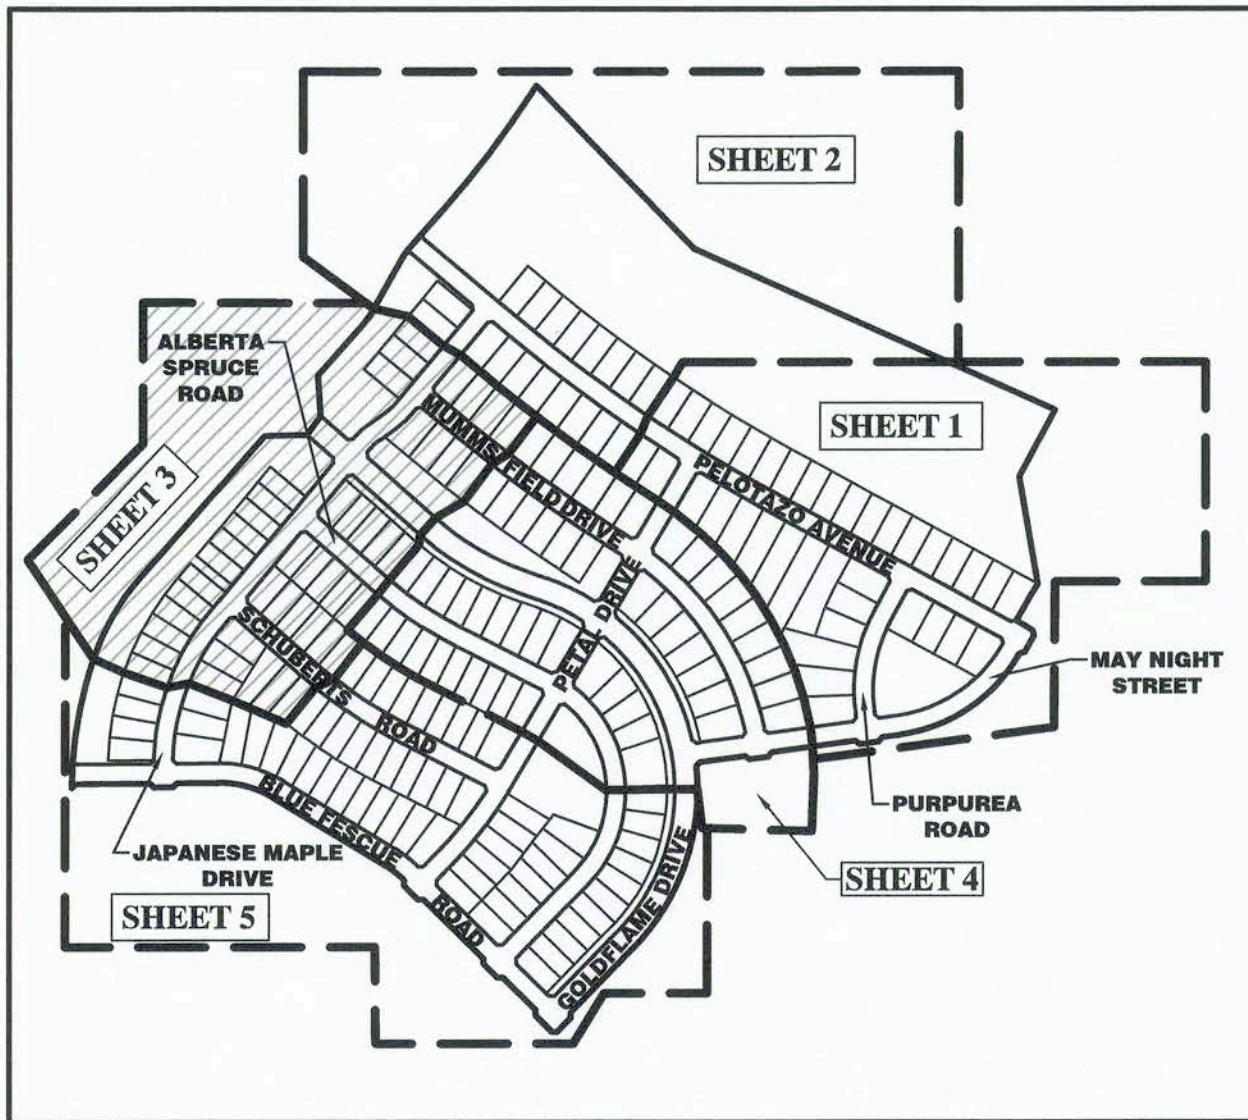 SHEET 2
ALBERTA
SPRUCE
ROAD
SHEET 1
MUMMS FIELD DRIVE
PELOTAZO AVENUE
SHEET 3
PETAL DRIVE
SCHUBERTS ROAD
MAY NIGHT
STREET
BLUE FESCUE ROAD
PURPUREA
ROAD
JAPANESE MAPLE
DRIVE
GOLDFLAME DRIVE
SHEET 4
SHEET 5